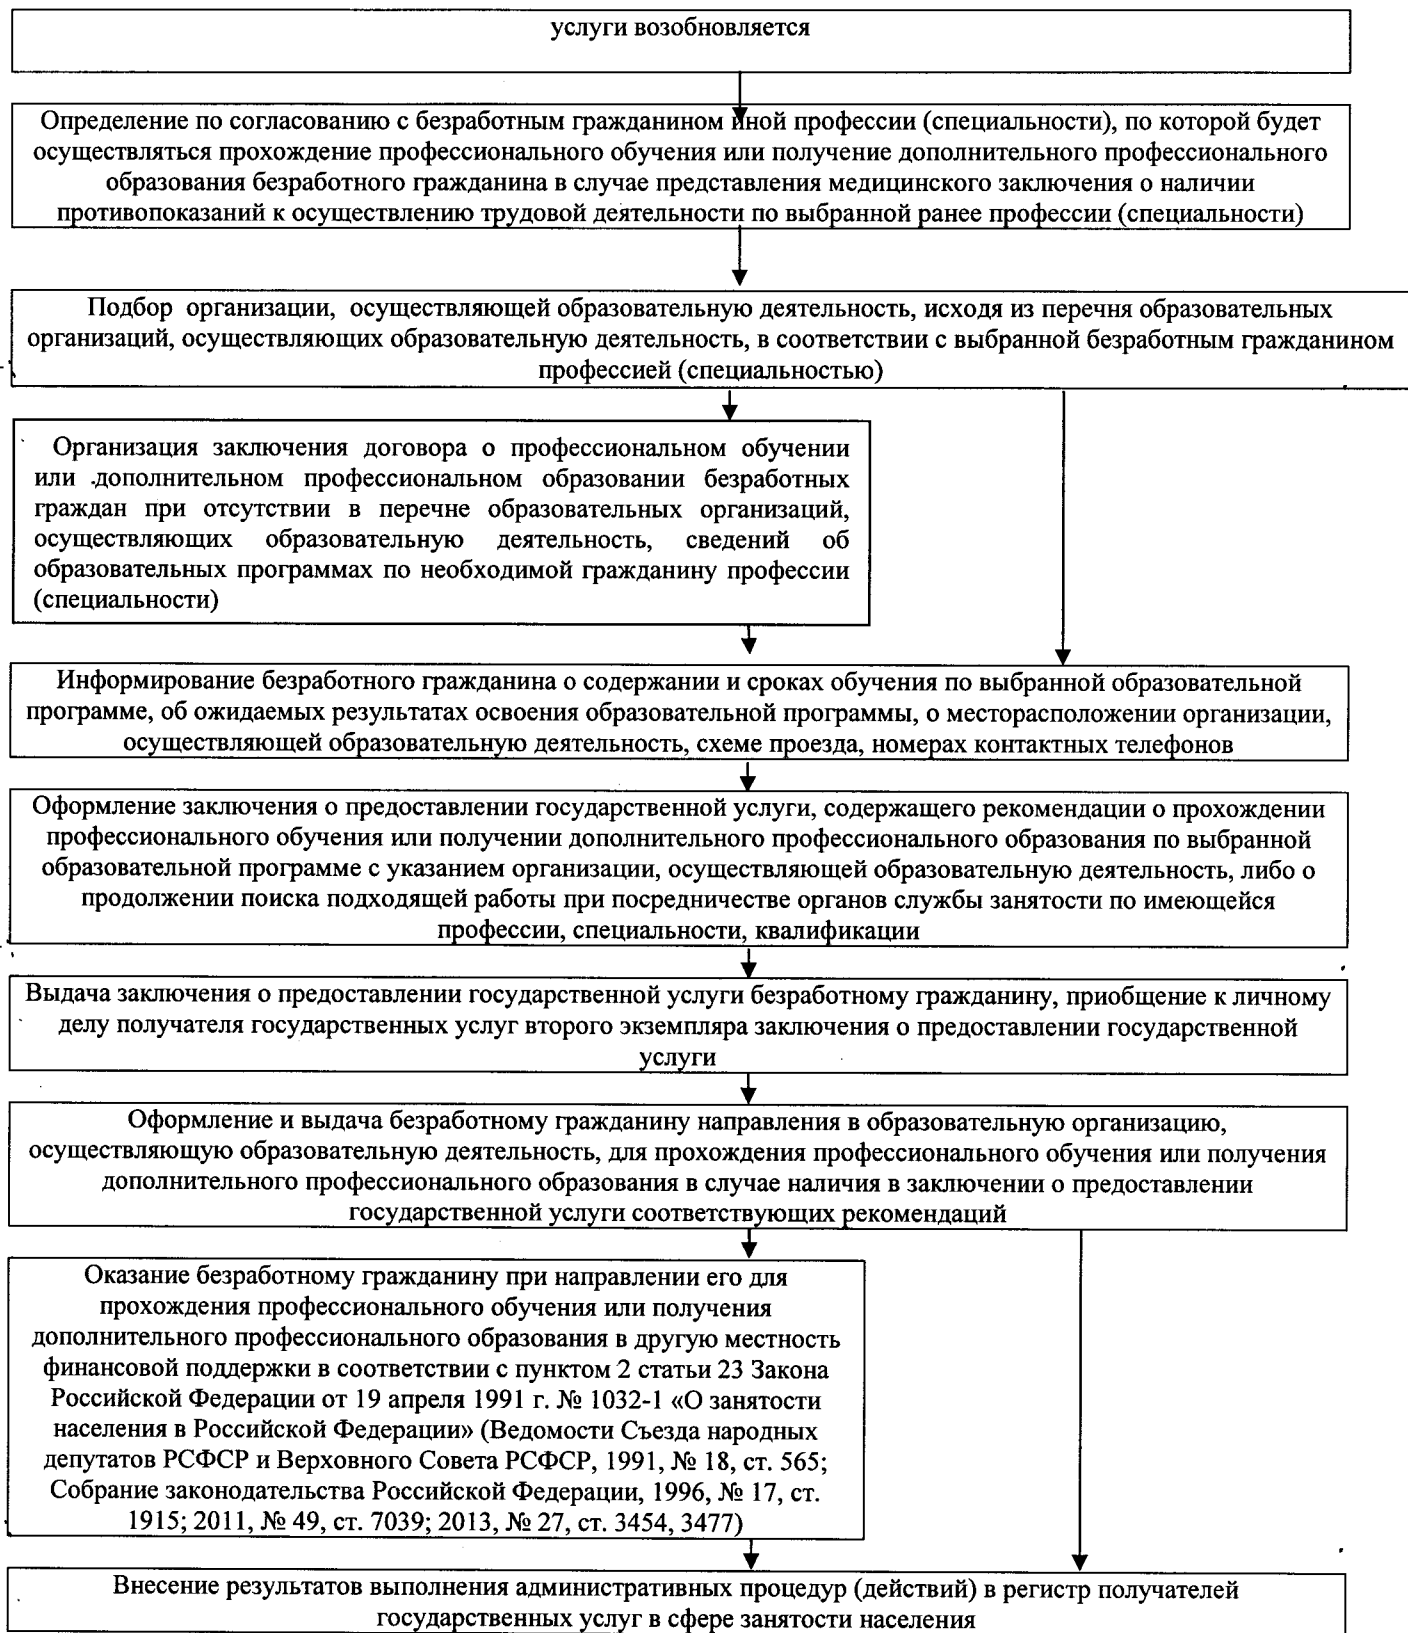 услуги возобновляется
Определение по согласованию с безработным гражданином иной профессии (специальности), по которой будет
осуществляться прохождение профессионального обучения или получение дополнительного профессионального
образования безработного гражданина в случае представления медицинского заключения о наличии
противопоказаний к осуществлению трудовой деятельности по выбранной ранее профессии (специальности)
Подбор организации, осуществляющей образовательную деятельность, исходя из перечня образовательных
организаций, осуществляющих образовательную деятельность, в соответствии с выбранной безработным гражданином
профессией (специальностью)
Организация заключения договора о профессиональном обучении
или дополнительном профессиональном образовании безработных
граждан при отсутствии в перечне образовательных организаций,
осуществляющих образовательную деятельность, сведений об
образовательных программах по необходимой гражданину профессии
(специальности)
Информирование безработного гражданина о содержании и сроках обучения по выбранной образовательной
программе, об ожидаемых результатах освоения образовательной программы, о месторасположении организации,
осуществляющей образовательную деятельность, схеме проезда, номерах контактных телефонов
Оформление заключения о предоставлении государственной услуги, содержащего рекомендации о прохождении
профессионального обучения или получении дополнительного профессионального образования по выбранной
образовательной программе с указанием организации, осуществляющей образовательную деятельность, либо о
продолжении поиска подходящей работы при посредничестве органов службы занятости по имеющейся
профессии, специальности, квалификации
Выдача заключения о предоставлении государственной услуги безработному гражданину, приобщение к личному
делу получателя государственных услуг второго экземпляра заключения о предоставлении государственной
услуги
Оформление и выдача безработному гражданину направления в образовательную организацию,
осуществляющую образовательную деятельность, для прохождения профессионального обучения или получения
дополнительного профессионального образования в случае наличия в заключении о предоставлении
государственной услуги соответствующих рекомендаций
Оказание безработному гражданину при направлении его для
прохождения профессионального обучения или получения
дополнительного профессионального образования в другую местность
финансовой поддержки в соответствии с пунктом 2 статьи 23 Закона
Российской Федерации от 19 апреля 1991 г. № 1032-1 «О занятости
населения в Российской Федерации» (Ведомости Съезда народных
депутатов РСФСР и Верховного Совета РСФСР, 1991, № 18, ст. 565;
Собрание законодательства Российской Федерации, 1996, № 17, ст.
1915; 2011, № 49, ст. 7039; 2013, № 27, ст. 3454, 3477)
Внесение результатов выполнения административных процедур (действий) в регистр получателей
государственных услуг в сфере занятости населения